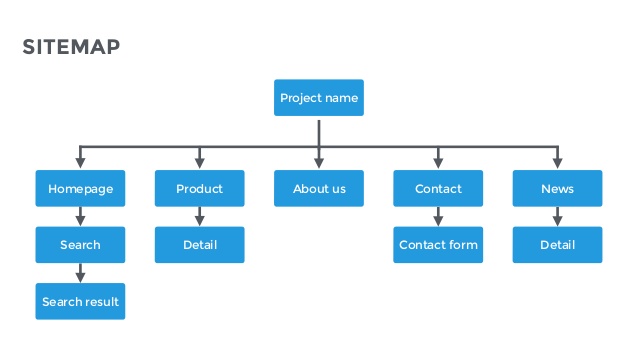 SITEMAP
Project name
Homepage
Product
About us
Contact
News
Search
Detail
Contact form
Detail
Search result